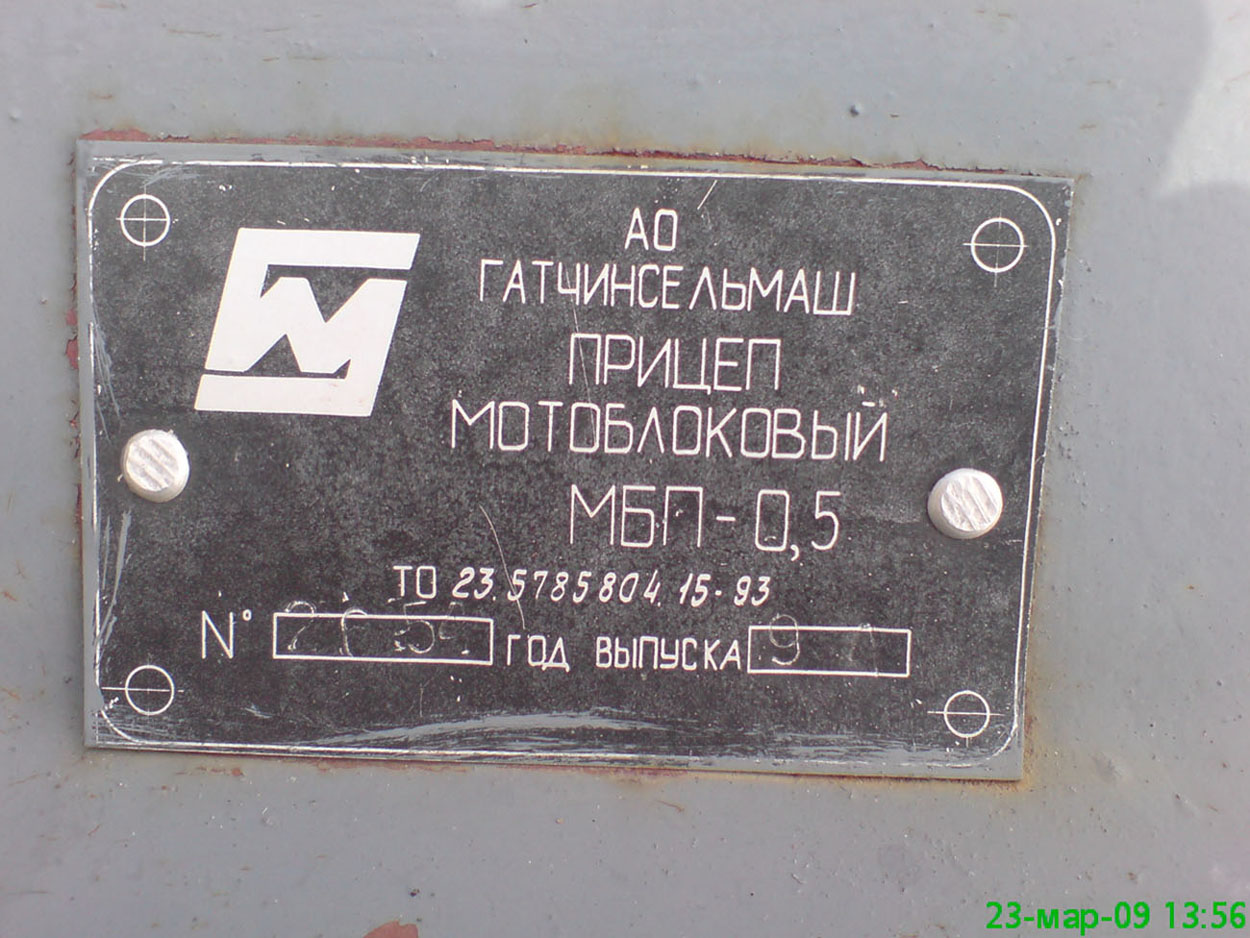 АО
ГАТЧИНСЕЛЬМАШ
ПРИЦЕП
МОТОБЛОКОВЫЙ
МБП-0,5
ТО 23.5785804.15-93
N° ГОД ВЫПУСКА
23-мар-09 13:56